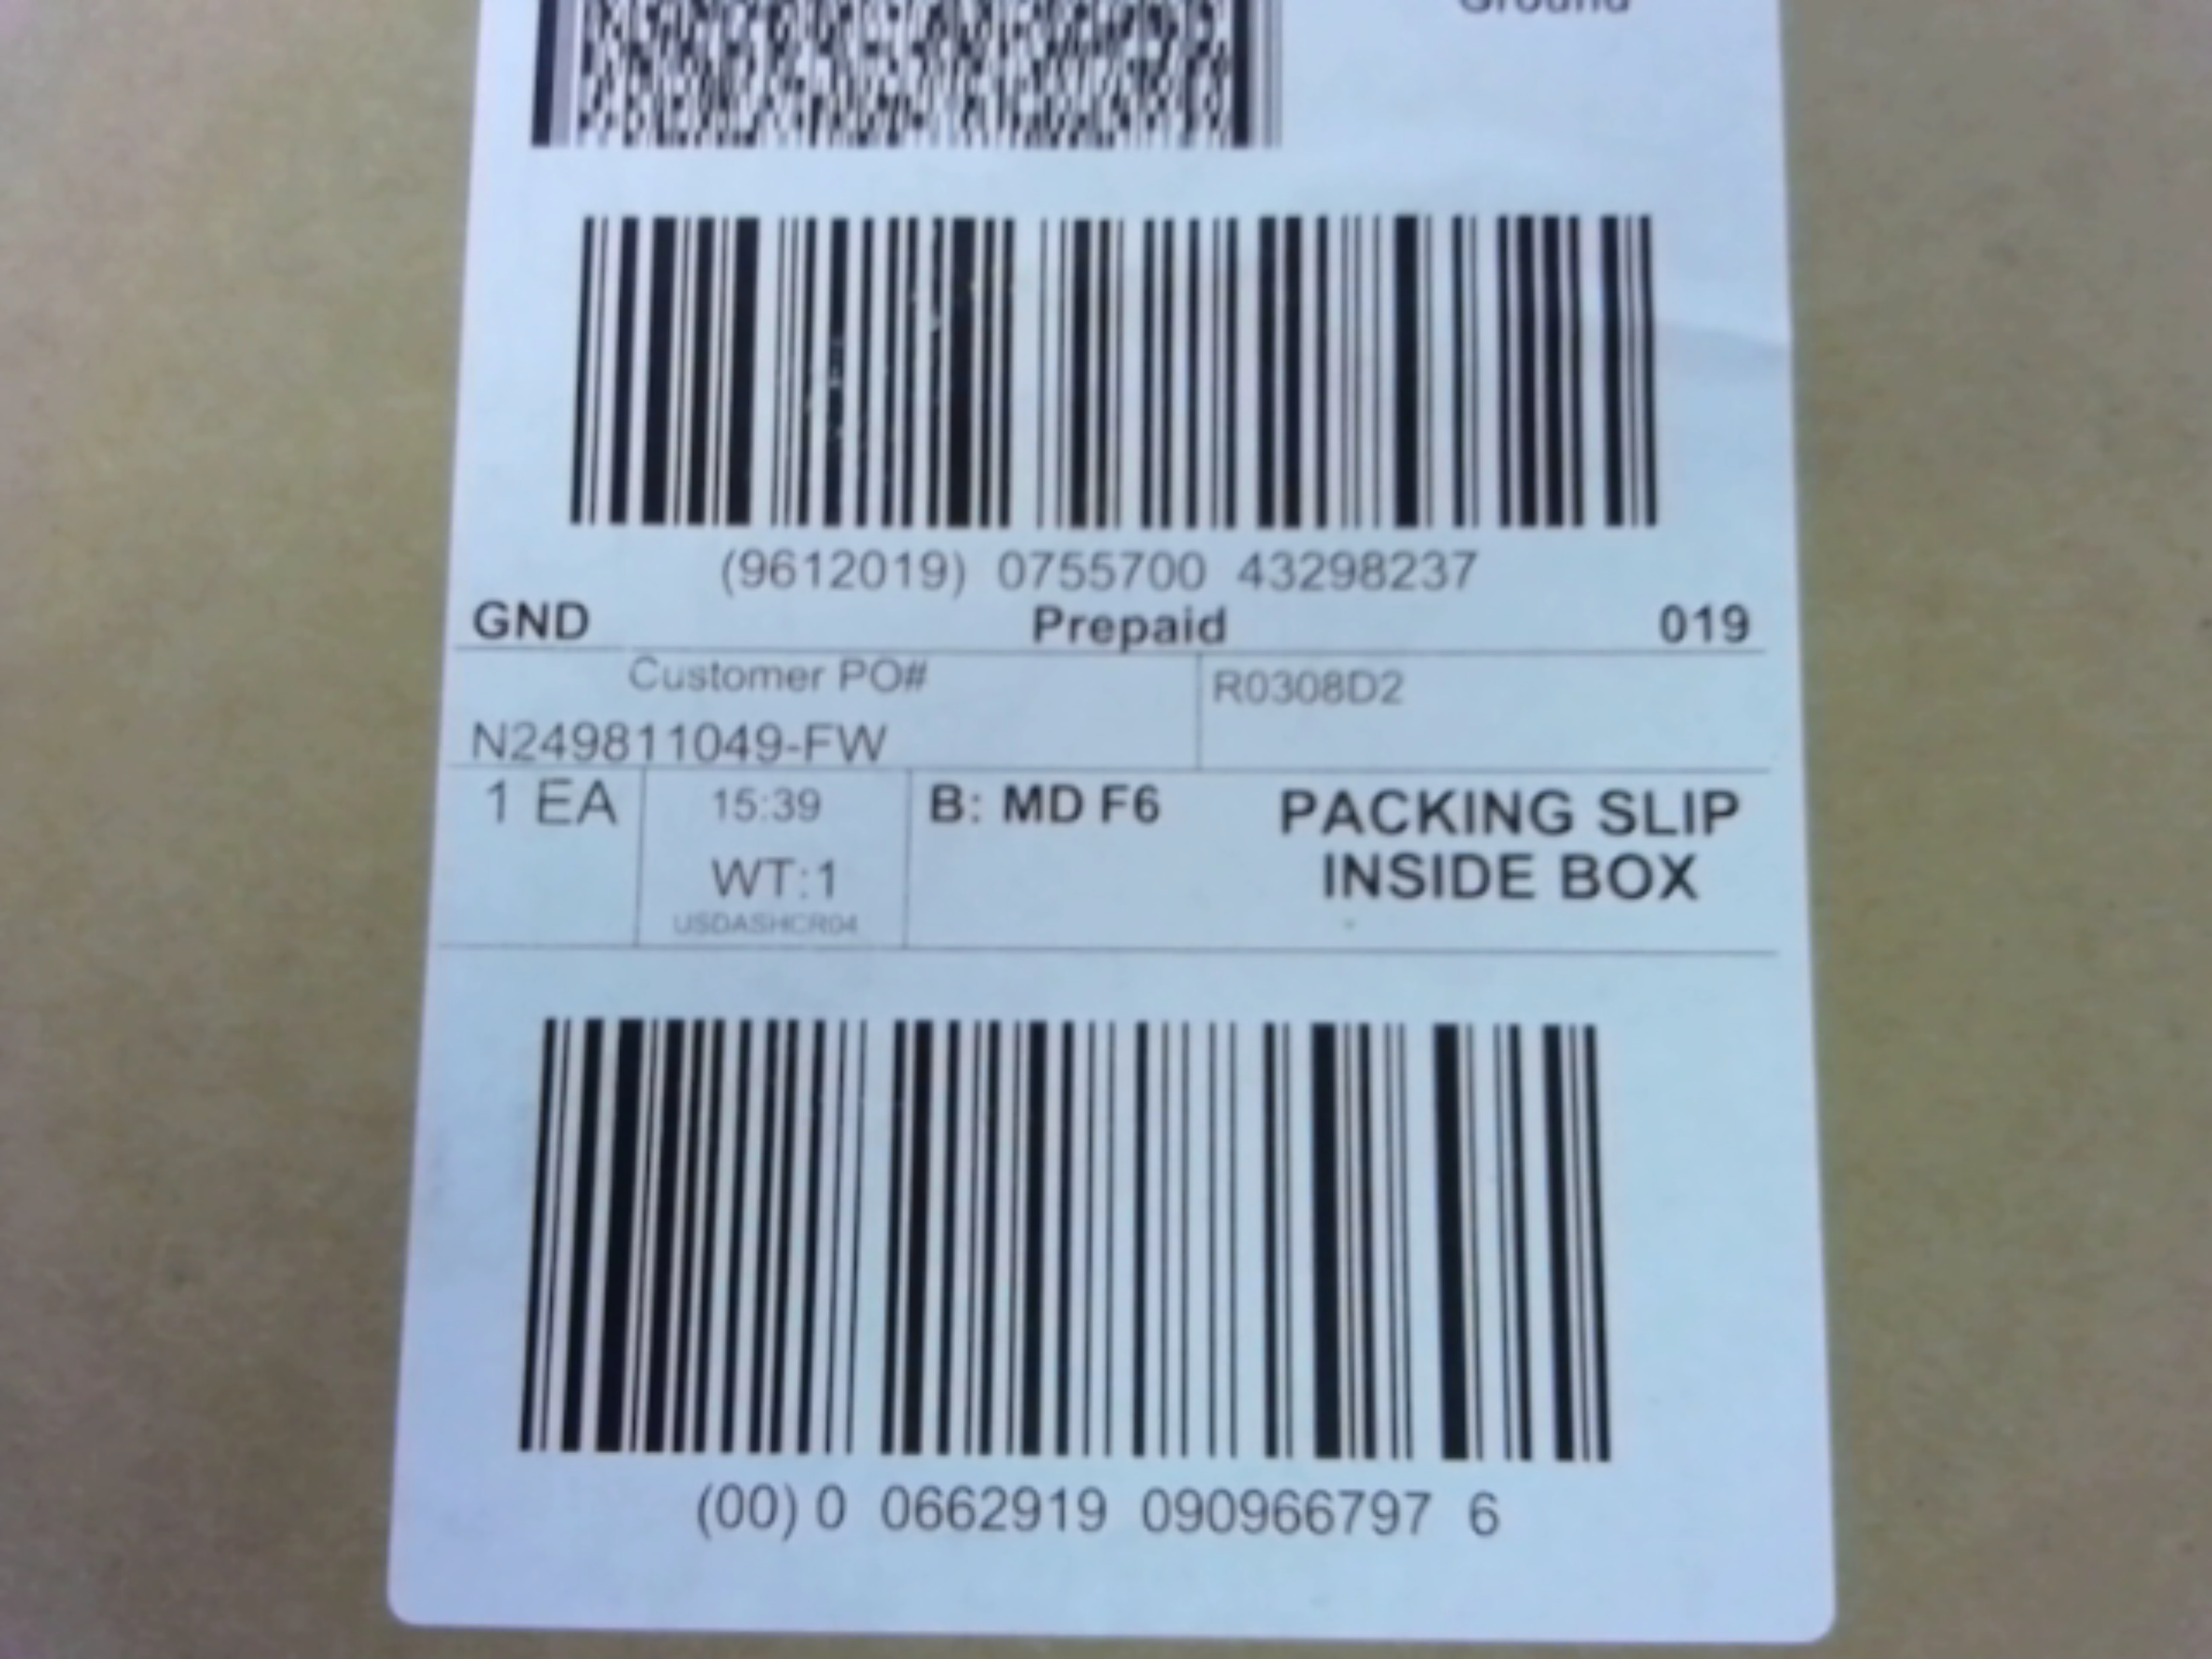 Ground
(9612019) 0755700 43298237
GND Prepaid 019
Customer PO# R0308D2
N249811049-FW
1 EA 15:39 B: MD F6 PACKING SLIP
WT:1 INSIDE BOX
USDASHCR04
(00) 0 0662919 090966797 6